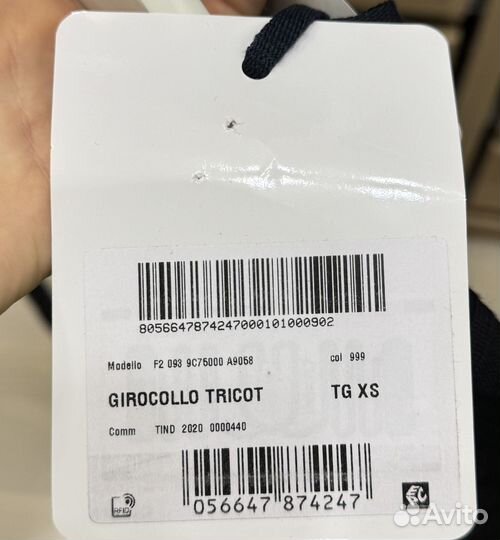 8056647874247000101000902
Modello F2 093 9C75000 A9058 col 999
GIROCOLLO TRICOT TG XS
Comm TIND 2020 0000440
056647 874247
RFID
Avito